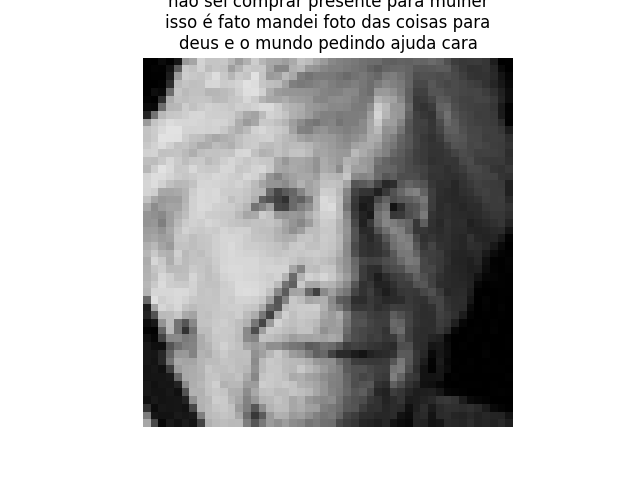 não sei comprar presente para mulher
isso é fato mandei foto das coisas para
deus e o mundo pedindo ajuda cara